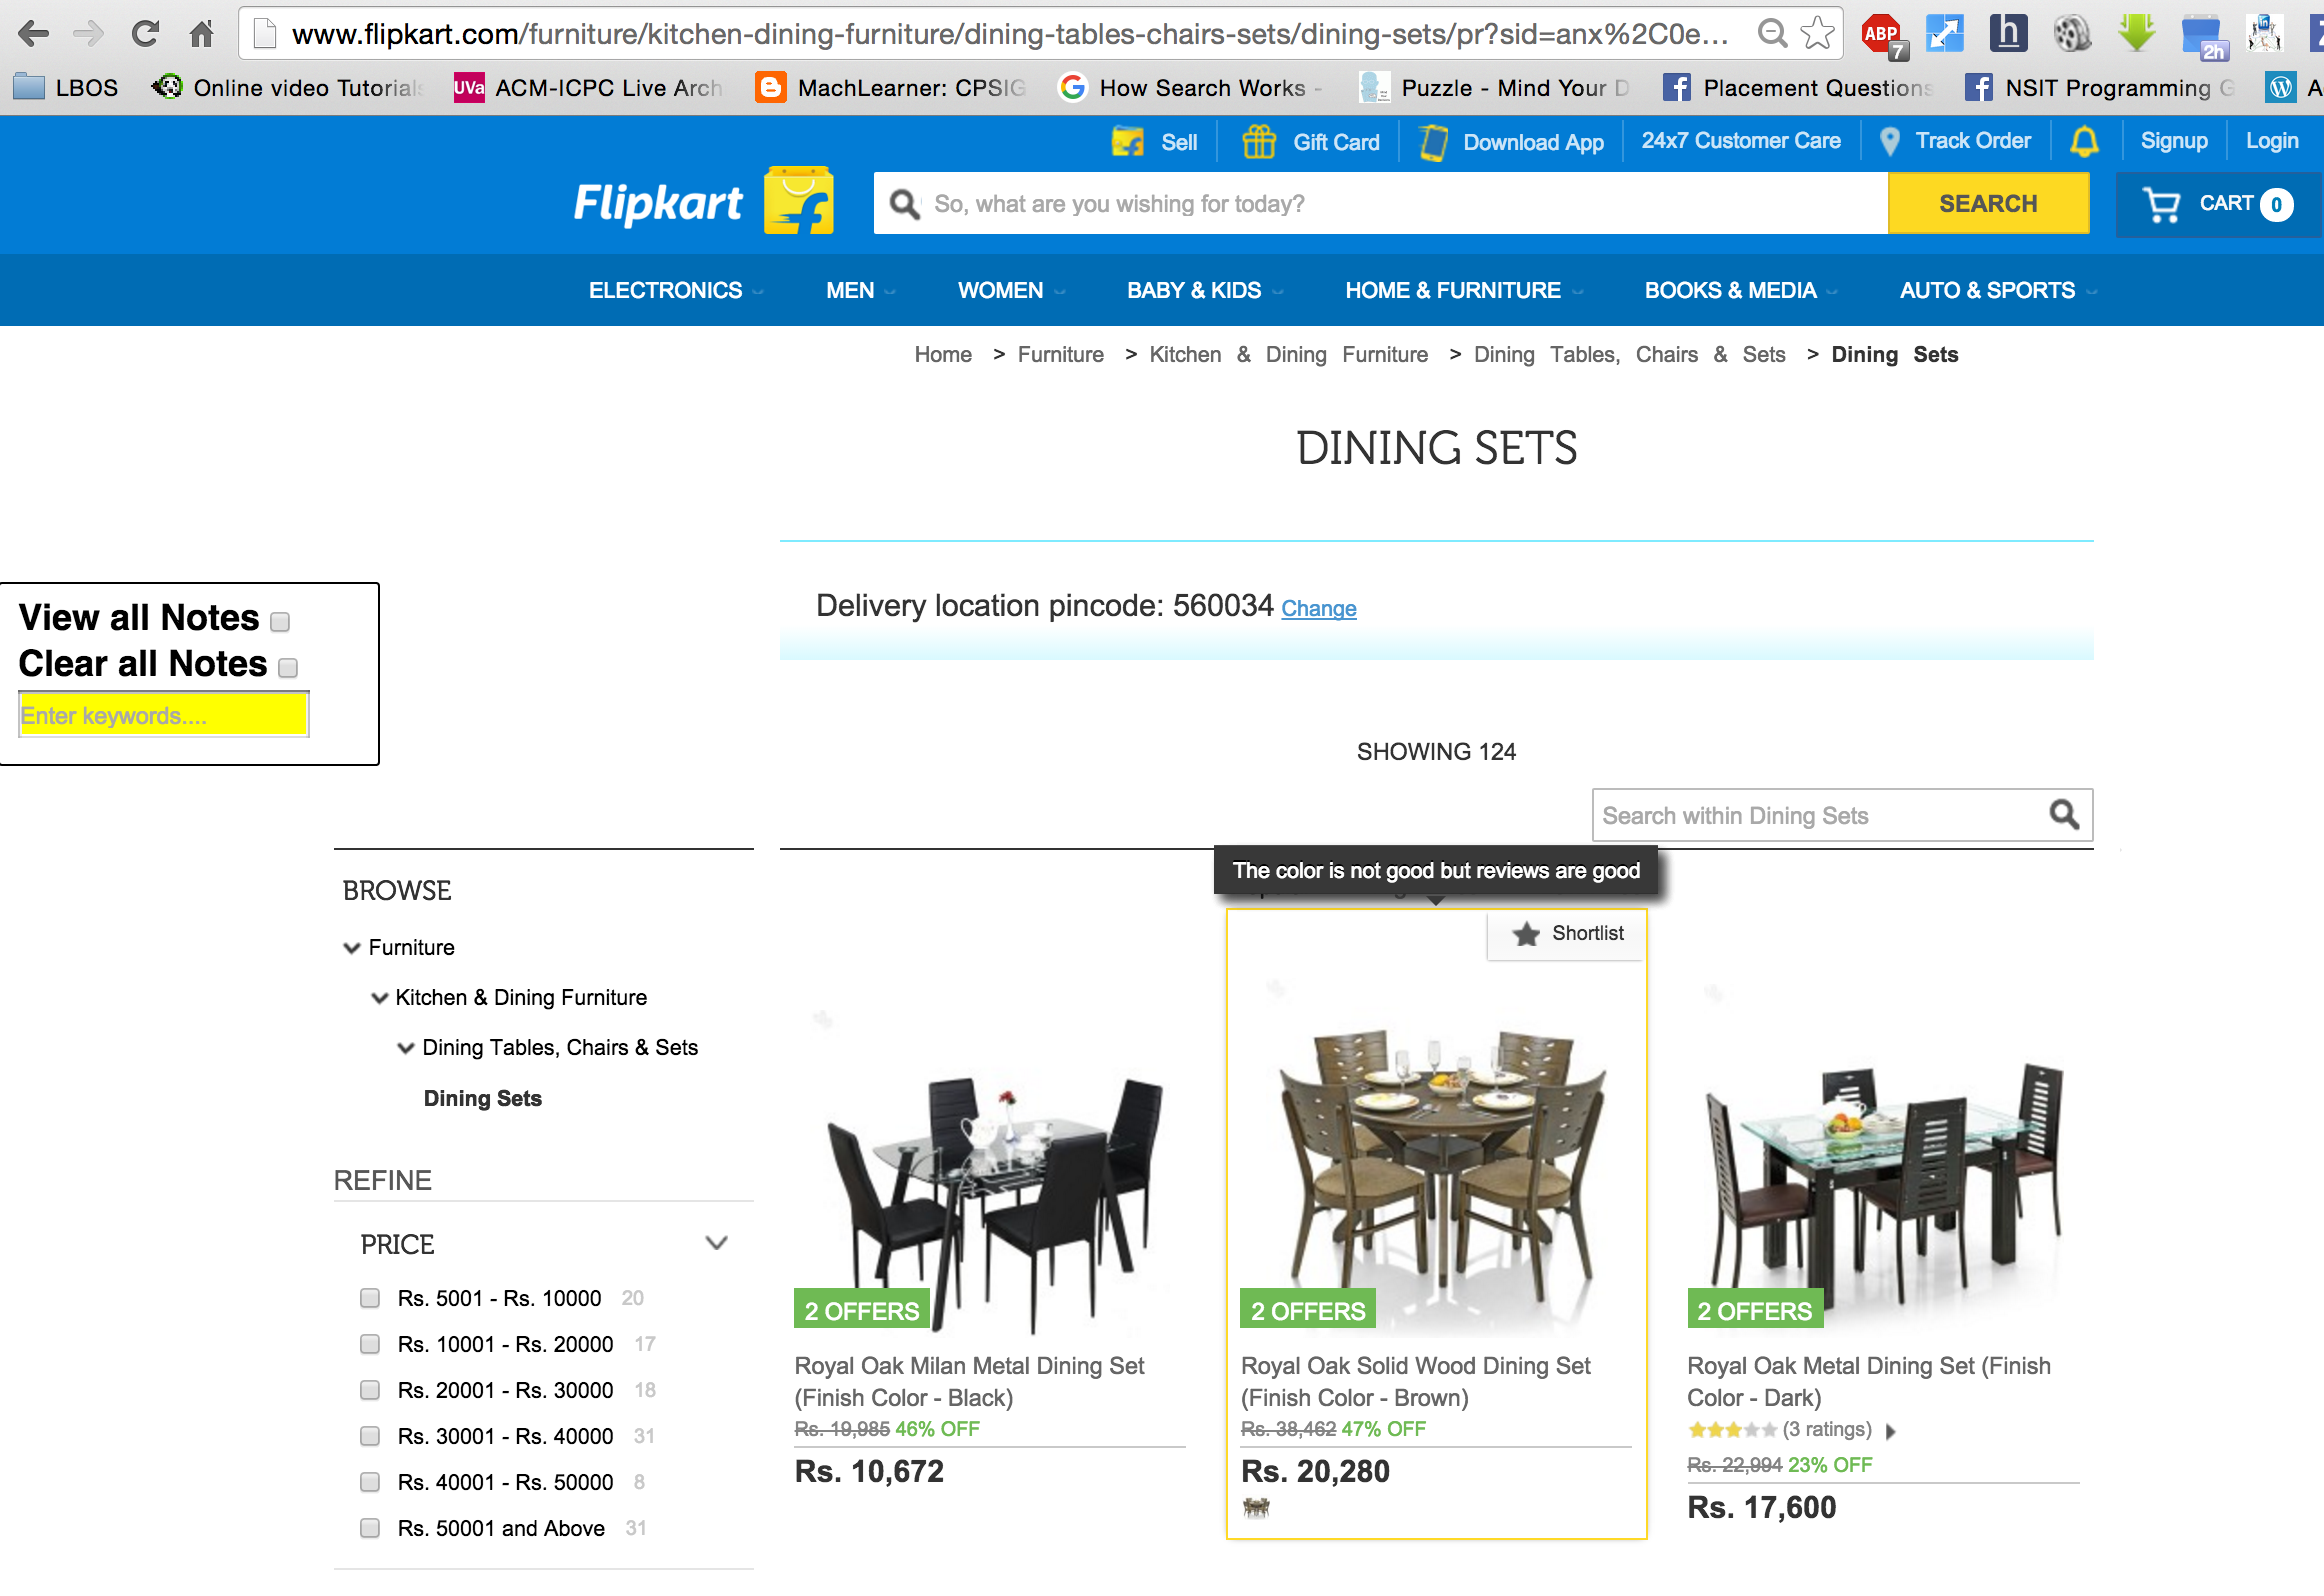 www.flipkart.com/furniture/kitchen-dining-furniture/dining-tables-chairs-sets/dining-sets/pr?sid=anx%2C0e...
ABP
7
h
2h
LBOS
Online video Tutorials
UVa
ACM-ICPC Live Arch
MachLearner: CPSIG
How Search Works -
Puzzle - Mind Your D
Placement Questions
NSIT Programming G
A
Sell
Gift Card
Download App
24x7 Customer Care
Track Order
Signup
Login
Flipkart
So, what are you wishing for today?
SEARCH
CART 0
ELECTRONICS
MEN
WOMEN
BABY & KIDS
HOME & FURNITURE
BOOKS & MEDIA
AUTO & SPORTS
Home > Furniture > Kitchen & Dining Furniture > Dining Tables, Chairs & Sets > Dining Sets
DINING SETS
Delivery location pincode: 560034 Change
View all Notes
Clear all Notes
Enter keywords....
SHOWING 124
Search within Dining Sets
The color is not good but reviews are good
BROWSE
Furniture
Kitchen & Dining Furniture
Dining Tables, Chairs & Sets
Dining Sets
REFINE
PRICE
Rs. 5001 - Rs. 10000 20
Rs. 10001 - Rs. 20000 17
Rs. 20001 - Rs. 30000 18
Rs. 30001 - Rs. 40000 31
Rs. 40001 - Rs. 50000 8
Rs. 50001 and Above 31
2 OFFERS
Royal Oak Milan Metal Dining Set
(Finish Color - Black)
Rs. 19,985 46% OFF
Rs. 10,672
Shortlist
2 OFFERS
Royal Oak Solid Wood Dining Set
(Finish Color - Brown)
Rs. 38,462 47% OFF
Rs. 20,280
2 OFFERS
Royal Oak Metal Dining Set (Finish
Color - Dark)
(3 ratings)
Rs. 22,994 23% OFF
Rs. 17,600